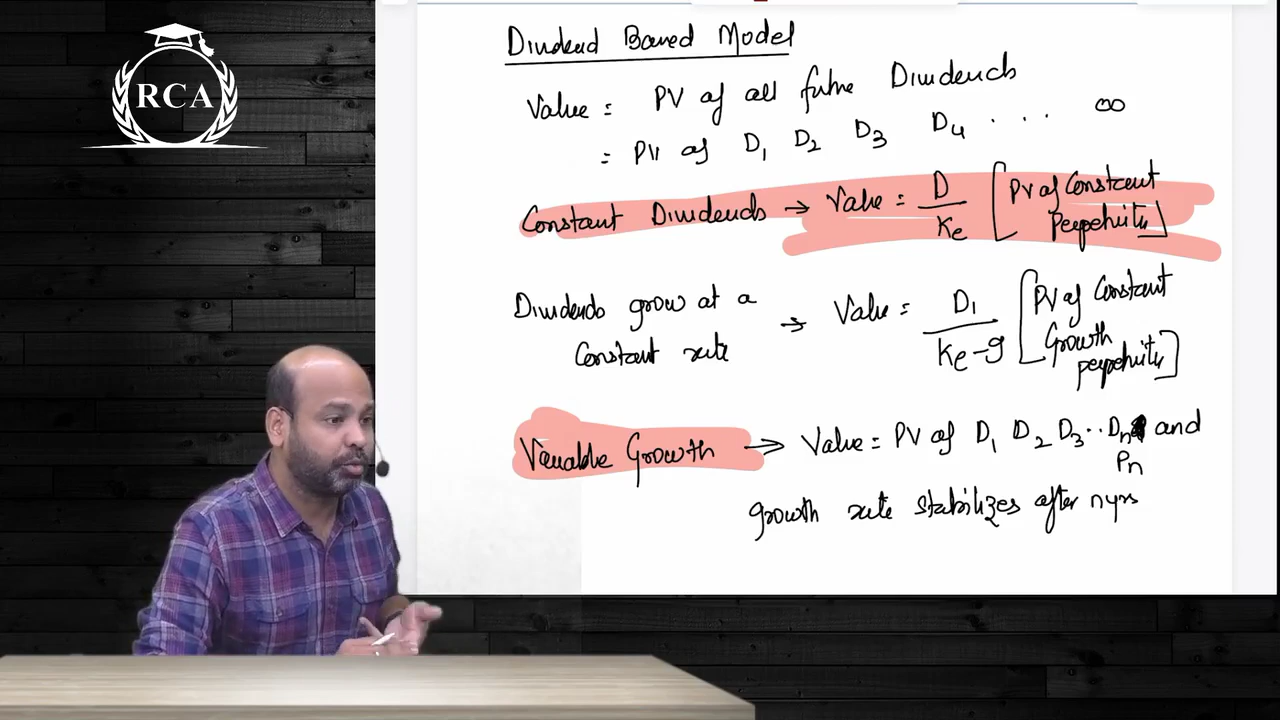 RCA
Dividend Based Model
Value = PV of all future Dividends
= PV of D1 D2 D3 D4 . . . ∞
Constant Dividends → Value = D/Ke [PV of Constant Perpetuity]
Dividends grow at a Constant rate → Value = D1/Ke-g [PV of Constant Growth perpetuity]
Variable Growth ⇒ Value = PV of D1 D2 D3 .. Dn and
Pn
growth rate stabilizes after n yrs